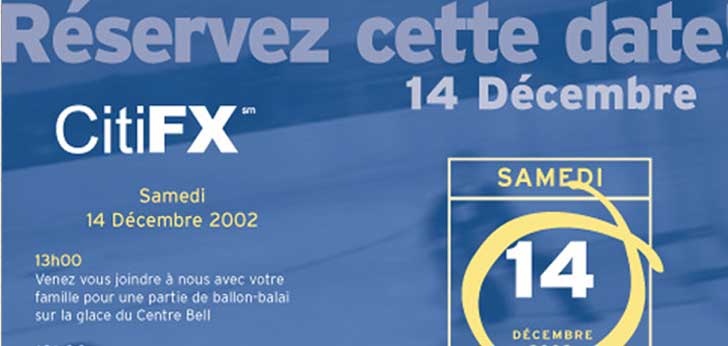 Réservez cette date!
14 Décembre
CitiFX sm
Samedi
14 Décembre 2002
13h00
Venez vous joindre à nous avec votre
famille pour une partie de ballon-balai
sur la glace du Centre Bell
SAMEDI
14
DÉCEMBRE